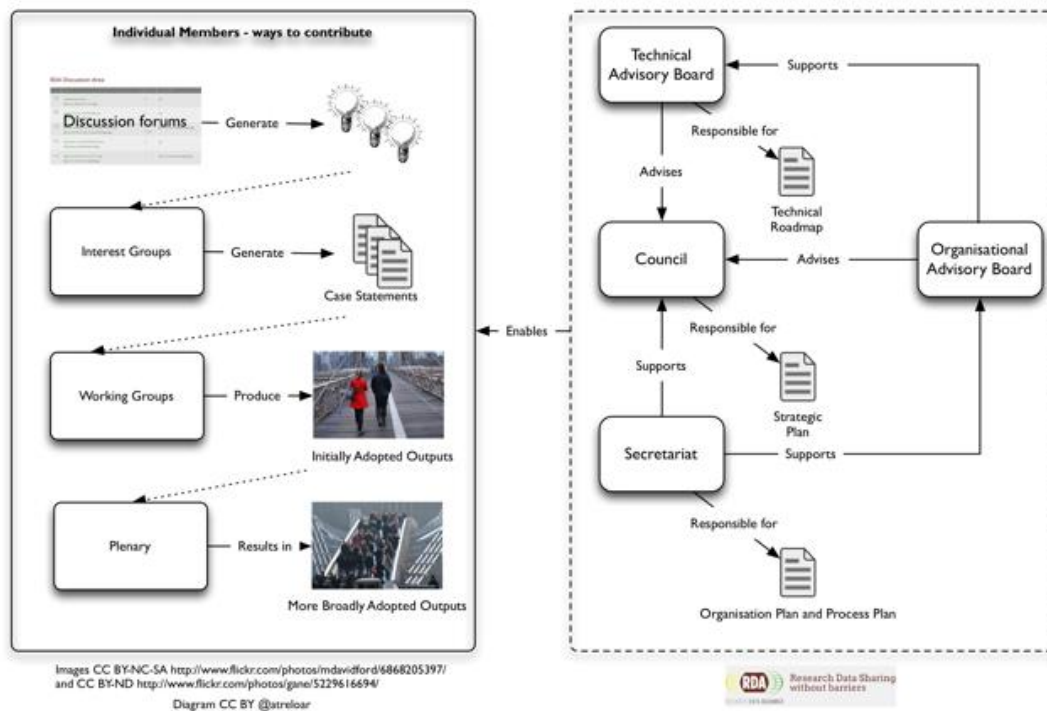 Individual Members - ways to contribute
RDA Discussion Area
Discussion forums
Generate
Interest Groups
Generate
Case Statements
Working Groups
Produce
Initially Adopted Outputs
Plenary
Results in
More Broadly Adopted Outputs
Enables
Technical
Advisory Board
Supports
Responsible for
Advises
Technical
Roadmap
Council
Advises
Organisational
Advisory Board
Responsible for
Supports
Strategic
Plan
Secretariat
Supports
Responsible for
Organisation Plan and Process Plan
Images CC BY-NC-SA http://www.flickr.com/photos/mdavidford/6868205397/
and CC BY-ND http://www.flickr.com/photos/gane/5229616694/
Diagram CC BY @atreloar
RDA
Research Data Sharing
without barriers